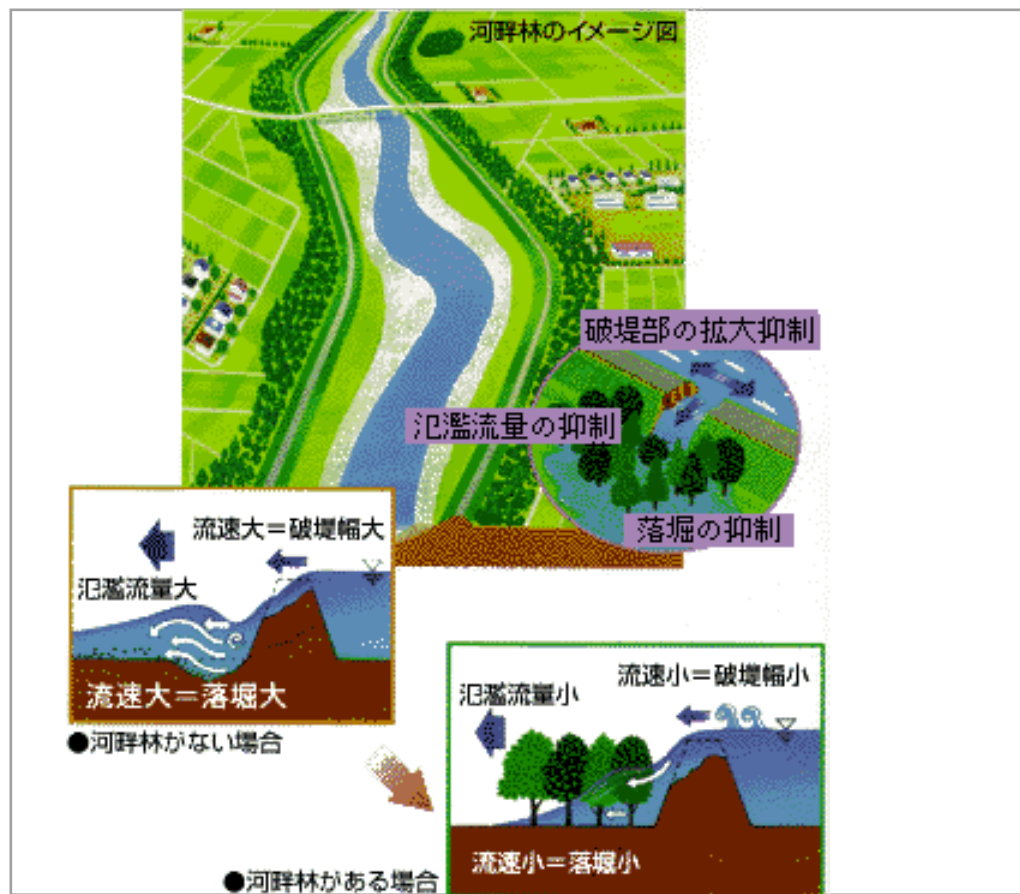 河畔林のイメージ図
破堤部の拡大抑制
氾濫流量の抑制
落堀の抑制
流速大=破堤幅大
氾濫流量大
流速大=落堀大
●河畔林がない場合
流速小=破堤幅小
氾濫流量小
流速小=落堀小
●河畔林がある場合